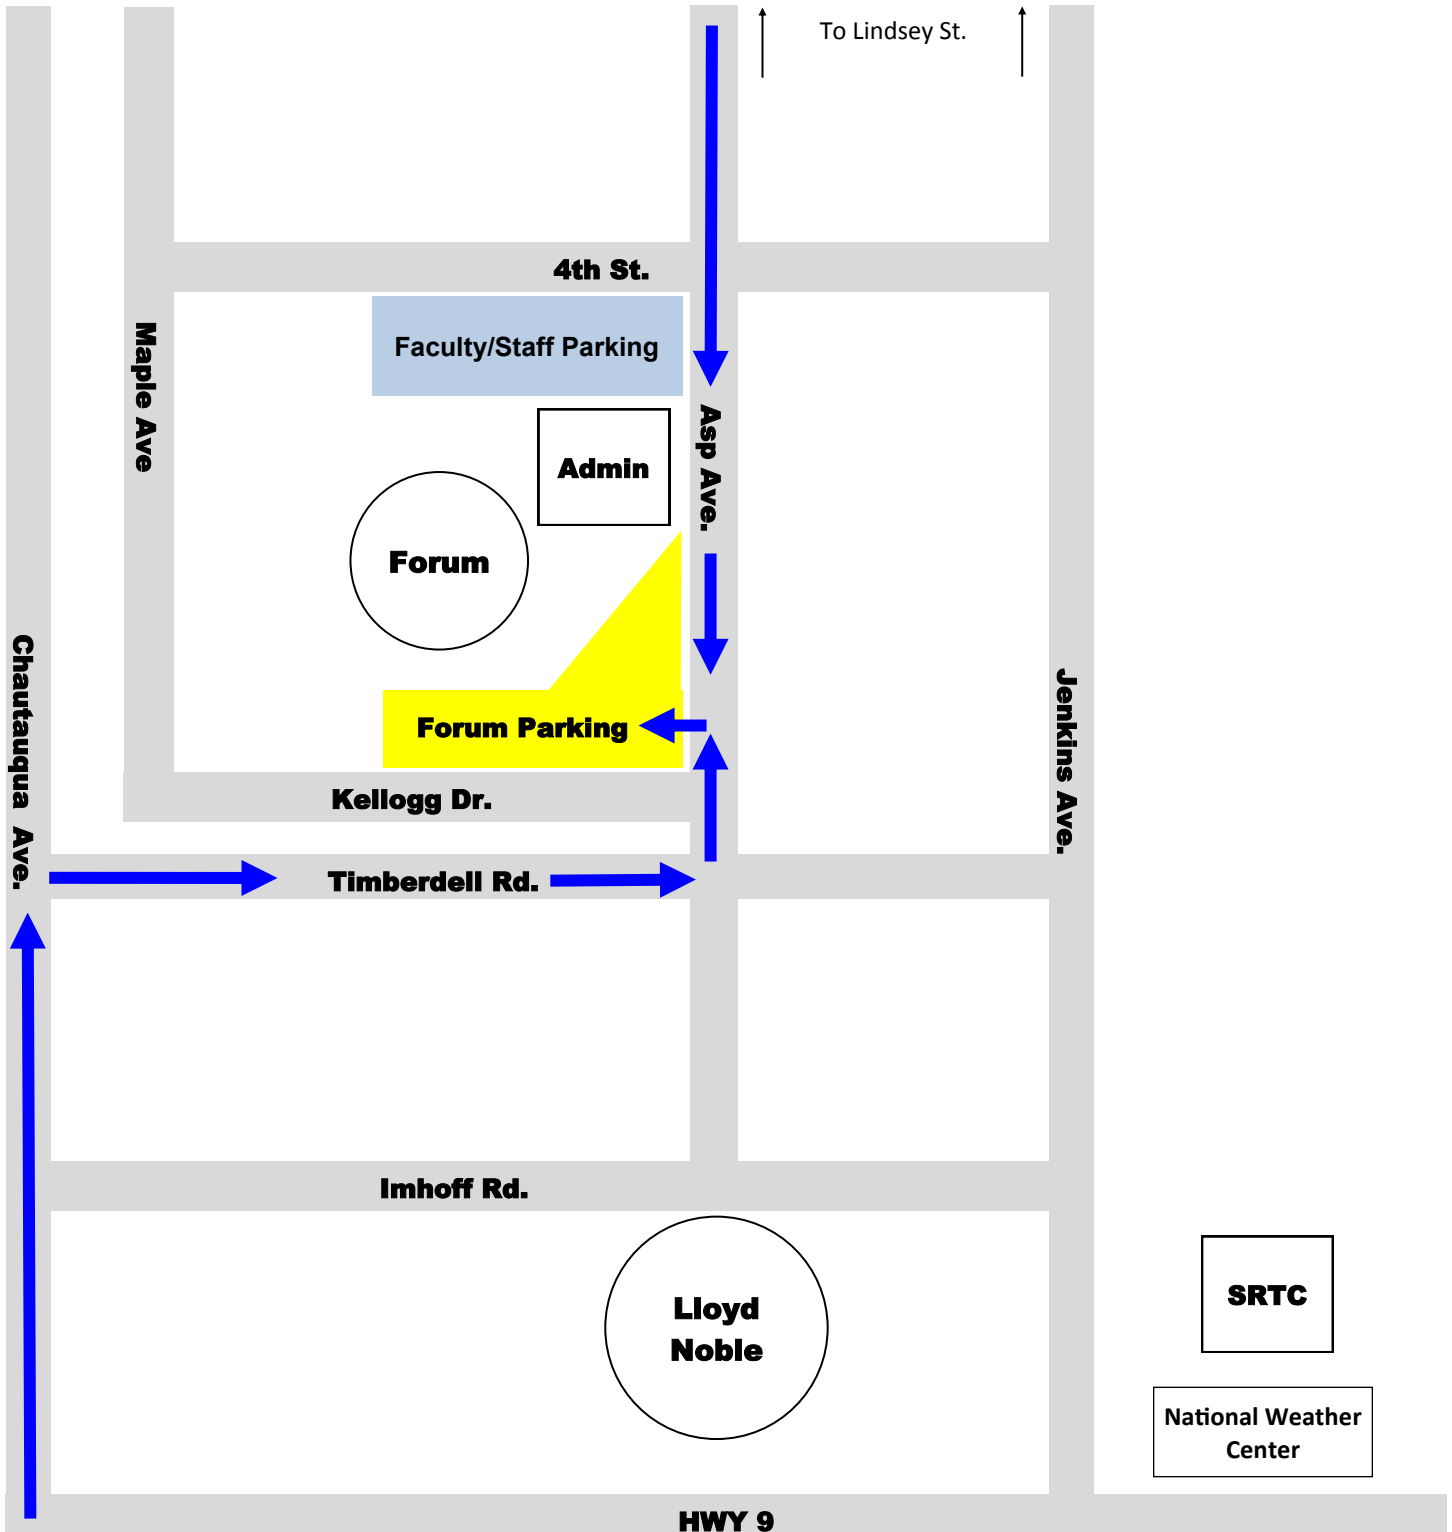 To Lindsey St.
4th St.
Maple Ave
Faculty/Staff Parking
Asp Ave.
Admin
Forum
Chautauqua Ave.
Jenkins Ave.
Forum Parking
Kellogg Dr.
Timberdell Rd.
Imhoff Rd.
Lloyd
Noble
SRTC
National Weather
Center
HWY 9